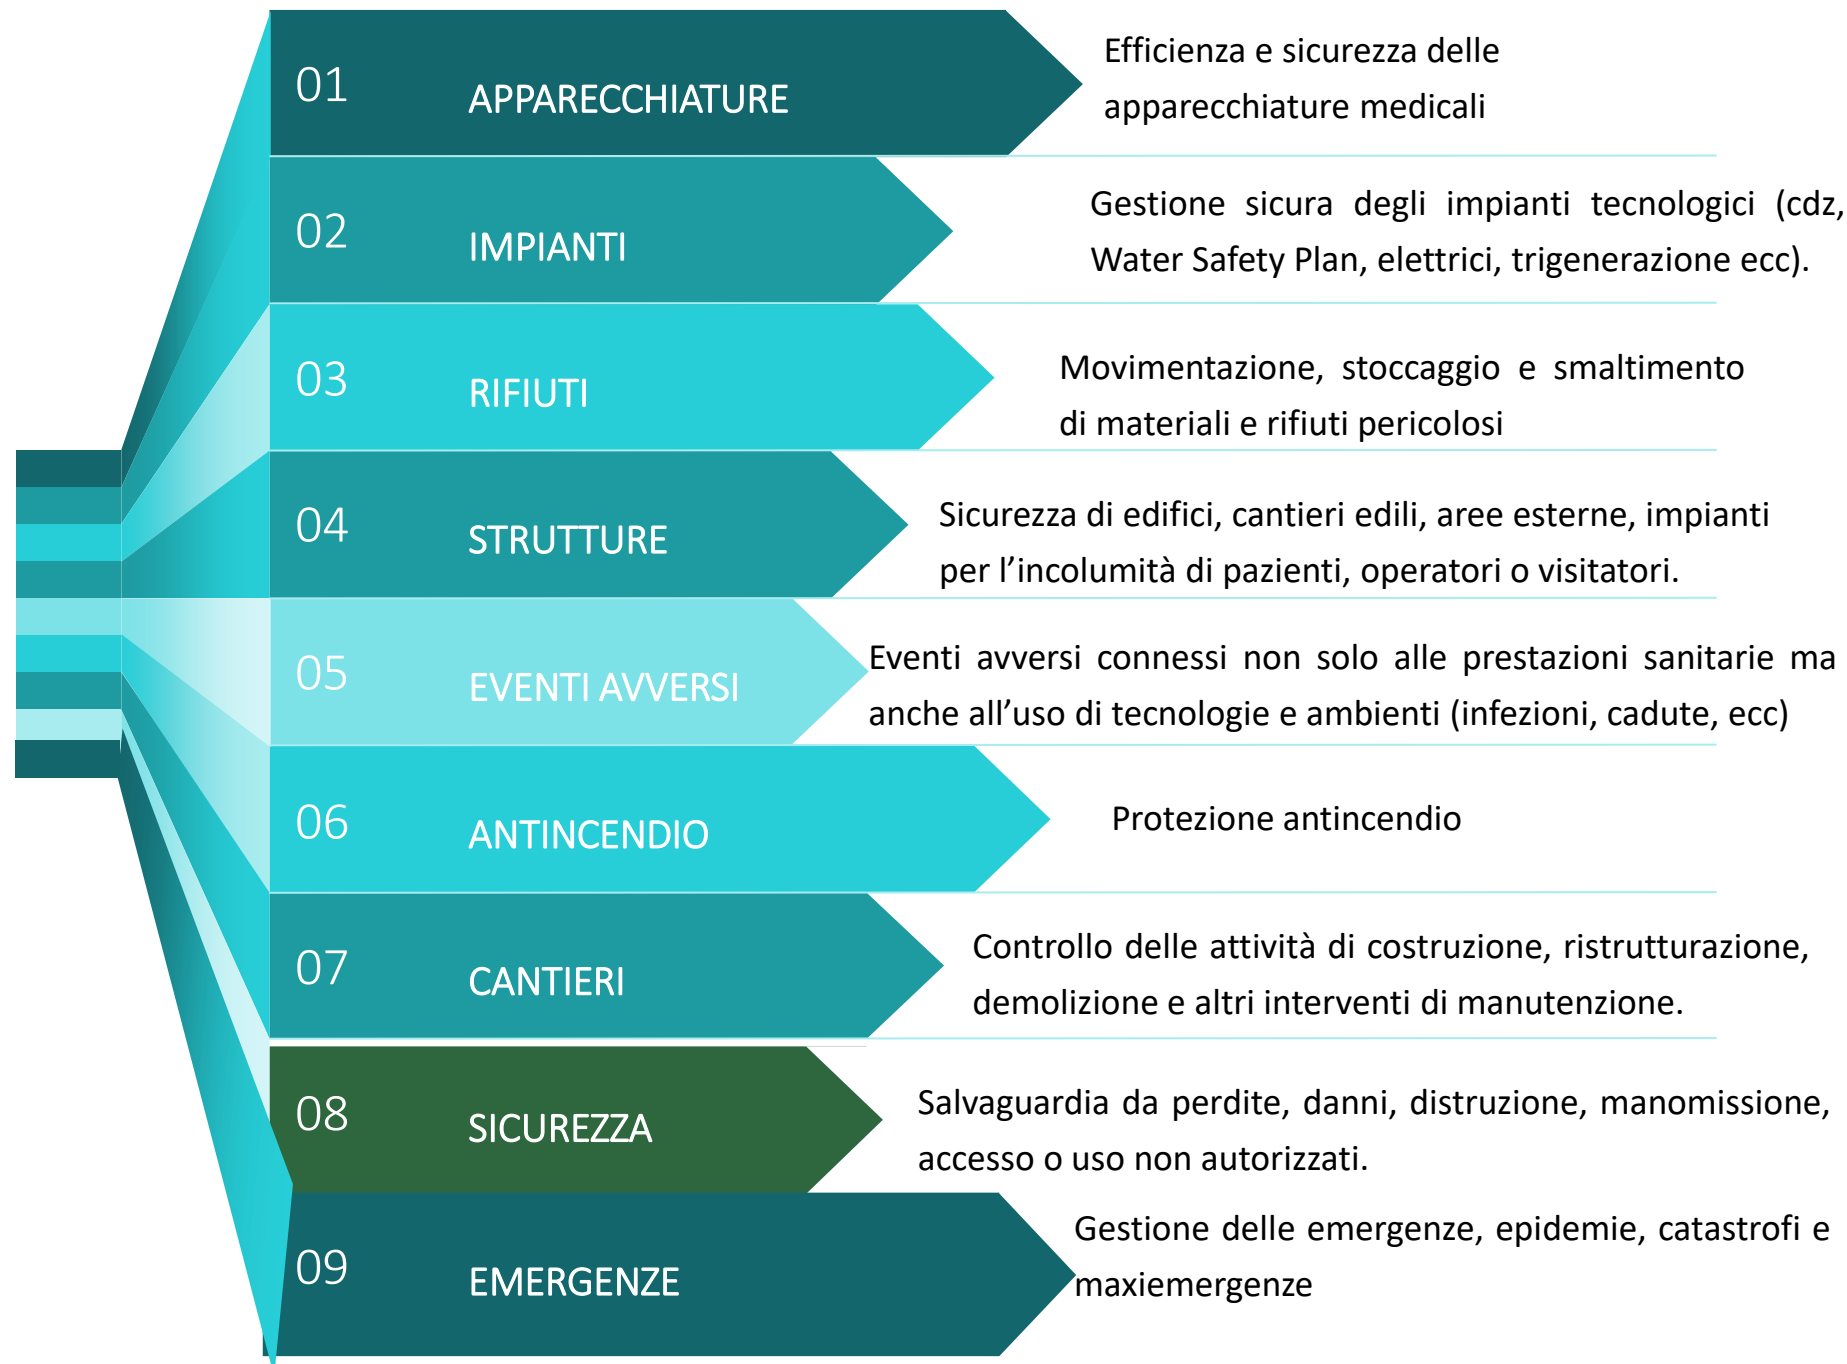 01
APPARECCHIATURE
Efficienza e sicurezza delle
apparecchiature medicali
02
IMPIANTI
Gestione sicura degli impianti tecnologici (cdz,
Water Safety Plan, elettrici, trigenerazione ecc).
03
RIFIUTI
Movimentazione, stoccaggio e smaltimento
di materiali e rifiuti pericolosi
04
STRUTTURE
Sicurezza di edifici, cantieri edili, aree esterne, impianti
per l’incolumità di pazienti, operatori o visitatori.
05
EVENTI AVVERSI
Eventi avversi connessi non solo alle prestazioni sanitarie ma
anche all’uso di tecnologie e ambienti (infezioni, cadute, ecc)
06
ANTINCENDIO
Protezione antincendio
07
CANTIERI
Controllo delle attività di costruzione, ristrutturazione,
demolizione e altri interventi di manutenzione.
08
SICUREZZA
Salvaguardia da perdite, danni, distruzione, manomissione,
accesso o uso non autorizzati.
09
EMERGENZE
Gestione delle emergenze, epidemie, catastrofi e
maxiemergenze